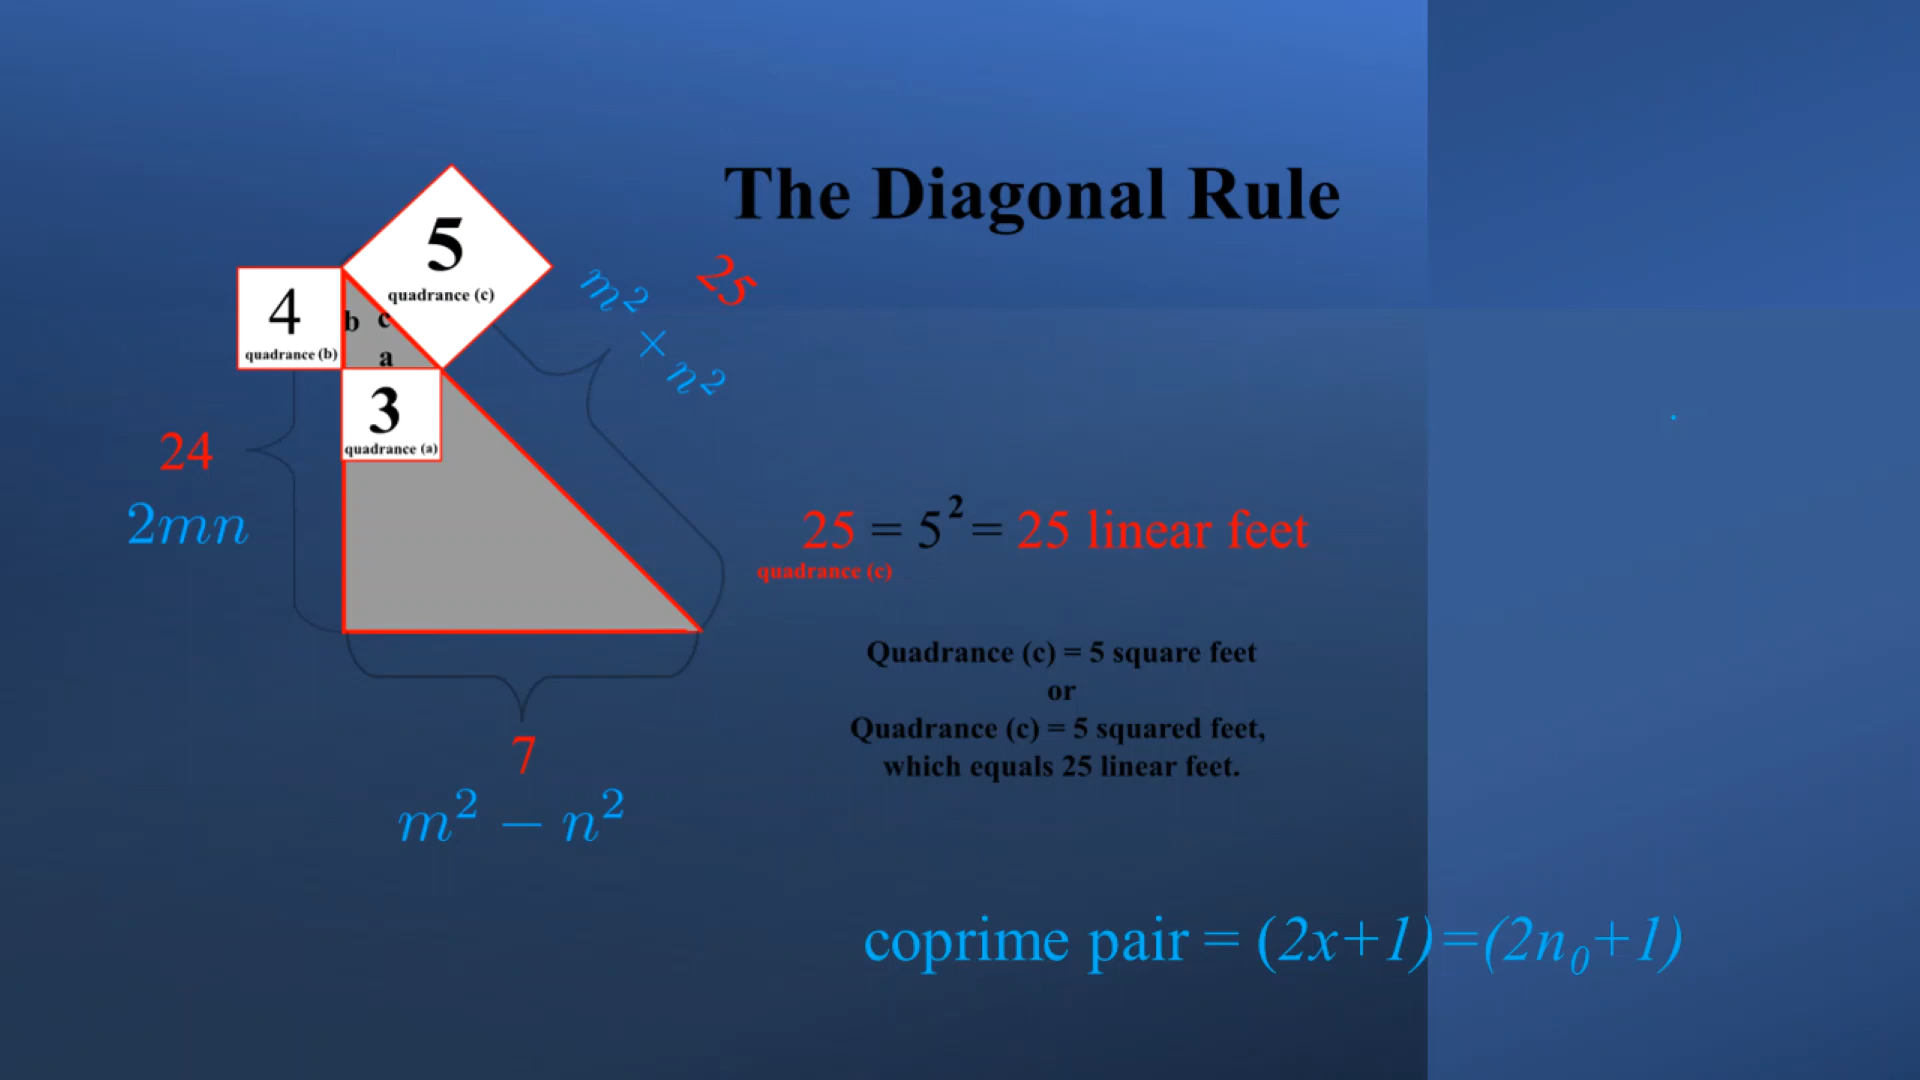 The Diagonal Rule
5
quadrance (c)
25
m² × n²
4
quadrance (b)
b c
a
3
quadrance (a)
24
2mn
25 = 5² = 25 linear feet
quadrance (c)
Quadrance (c) = 5 square feet
or
Quadrance (c) = 5 squared feet,
which equals 25 linear feet.
7
m² − n²
coprime pair = (2x+1)=(2n₀+1)